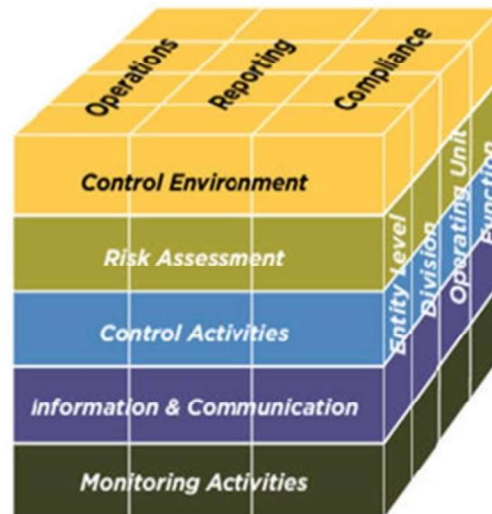 Operations
Reporting
Compliance
Control Environment
Risk Assessment
Control Activities
Information & Communication
Monitoring Activities
Entity Level
Division
Operating Unit
Function